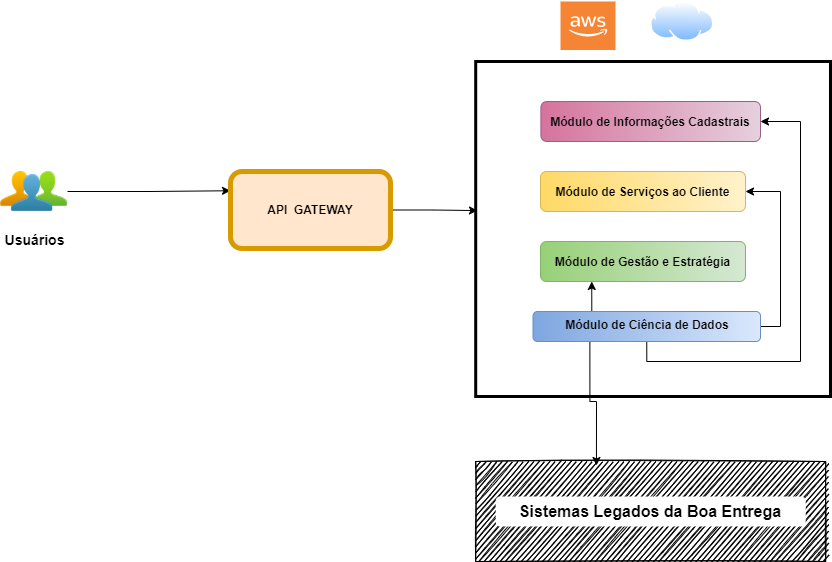 aws
Módulo de Informações Cadastrais
Módulo de Serviços ao Cliente
Usuários
API GATEWAY
Módulo de Gestão e Estratégia
Módulo de Ciência de Dados
Sistemas Legados da Boa Entrega